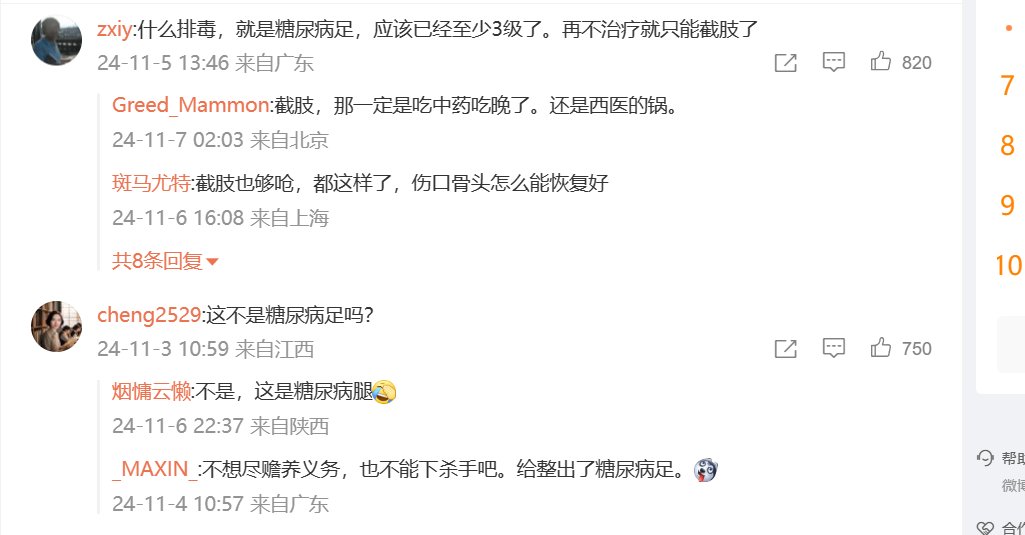 zxiy:什么排毒，就是糖尿病足，应该已经至少3级了。再不治疗就只能截肢了
24-11-5 13:46 来自广东
820
Greed_Mammon:截肢，那一定是吃中药吃晚了。还是西医的锅。
24-11-7 02:03 来自北京
斑马尤特:截肢也够呛，都这样了，伤口骨头怎么能恢复好
24-11-6 16:08 来自上海
共8条回复
cheng2529:这不是糖尿病足吗？
24-11-3 10:59 来自江西
750
烟慵云懒:不是，这是糖尿病腿
24-11-6 22:37 来自陕西
_MAXIN_:不想尽赡养义务，也不能下杀手吧。给整出了糖尿病足。
24-11-4 10:57 来自广东
7
8
9
10
帮助
微博
合作